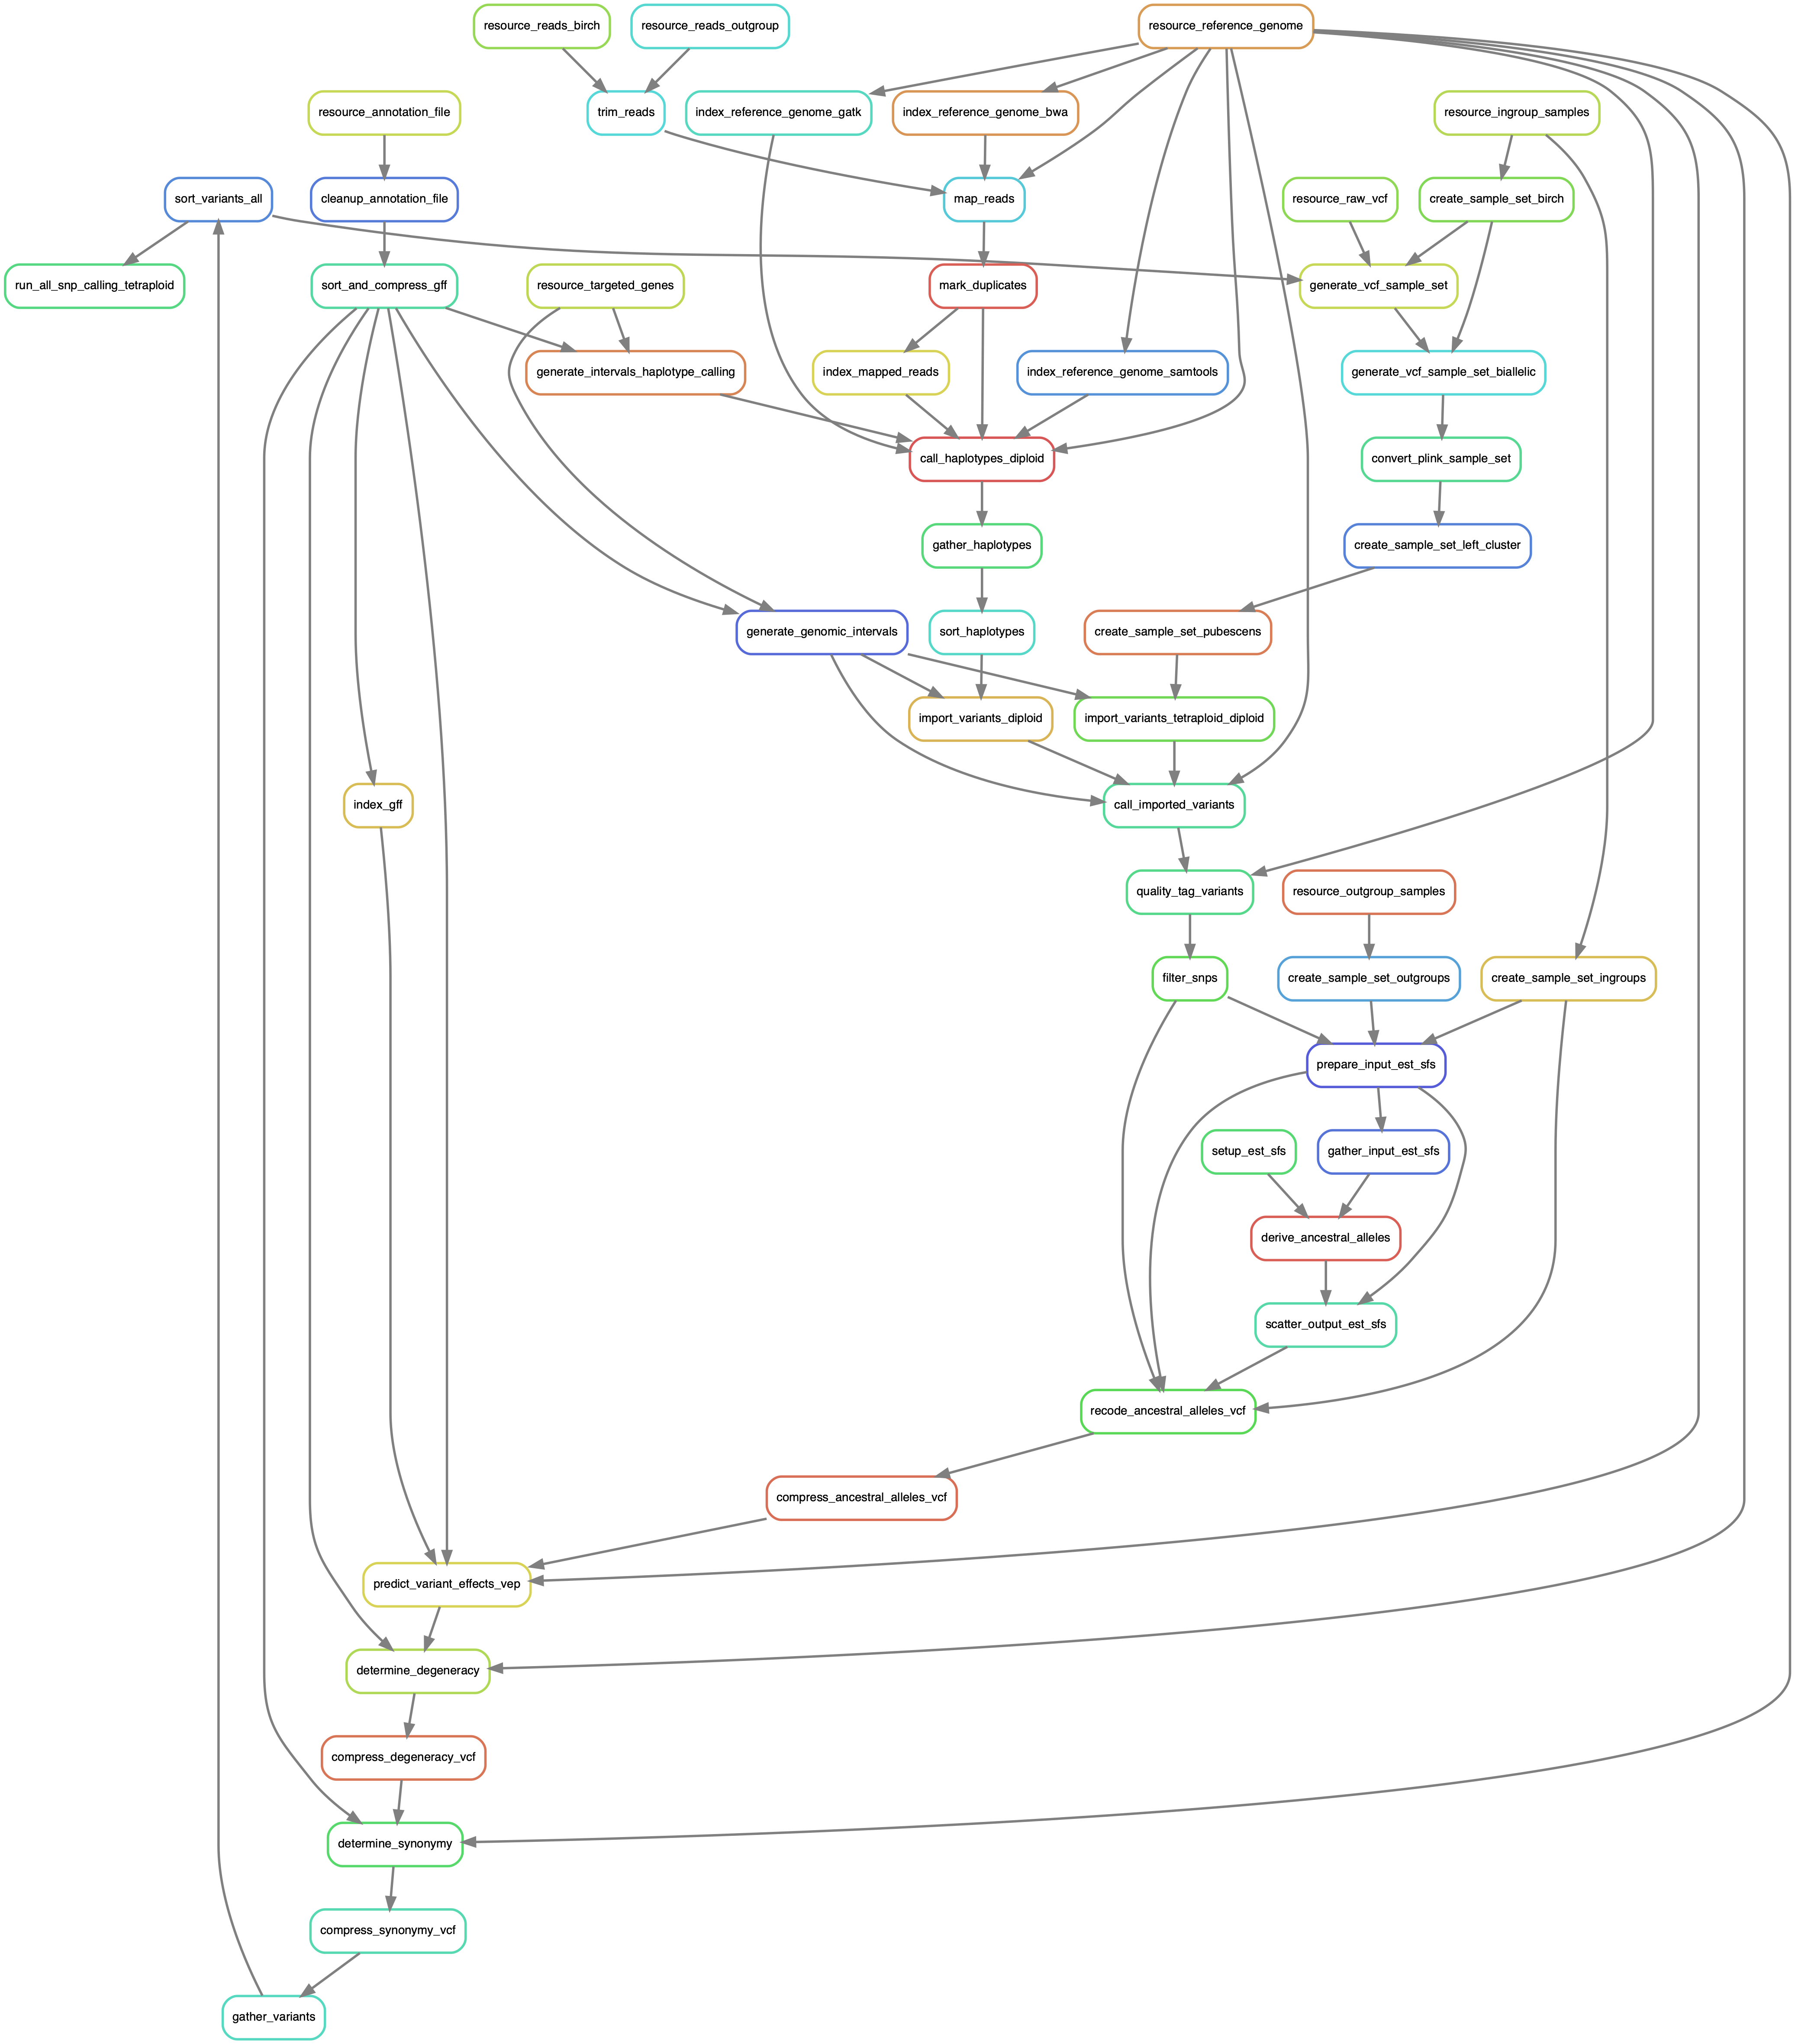 resource_reads_birch
resource_reads_outgroup
resource_reference_genome
resource_annotation_file
trim_reads
index_reference_genome_gatk
index_reference_genome_bwa
resource_ingroup_samples
sort_variants_all
cleanup_annotation_file
map_reads
resource_raw_vcf
create_sample_set_birch
run_all_snp_calling_tetraploid
sort_and_compress_gff
resource_targeted_genes
mark_duplicates
generate_vcf_sample_set
generate_intervals_haplotype_calling
index_mapped_reads
index_reference_genome_samtools
generate_vcf_sample_set_biallelic
call_haplotypes_diploid
convert_plink_sample_set
gather_haplotypes
create_sample_set_left_cluster
generate_genomic_intervals
sort_haplotypes
create_sample_set_pubescens
import_variants_diploid
import_variants_tetraploid_diploid
index_gff
call_imported_variants
quality_tag_variants
resource_outgroup_samples
filter_snps
create_sample_set_outgroups
create_sample_set_ingroups
prepare_input_est_sfs
setup_est_sfs
gather_input_est_sfs
derive_ancestral_alleles
scatter_output_est_sfs
recode_ancestral_alleles_vcf
compress_ancestral_alleles_vcf
predict_variant_effects_vep
determine_degeneracy
compress_degeneracy_vcf
determine_synonymy
compress_synonymy_vcf
gather_variants